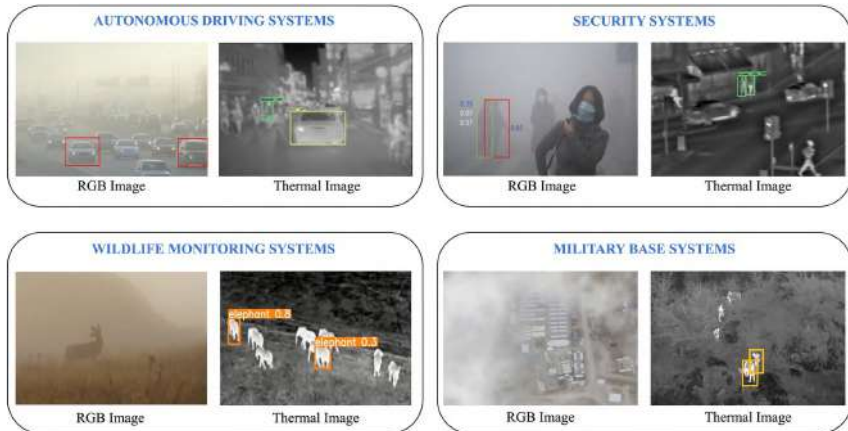 AUTONOMOUS DRIVING SYSTEMS
RGB Image
Thermal Image
SECURITY SYSTEMS
RGB Image
Thermal Image
WILDLIFE MONITORING SYSTEMS
elephant 0.8
elephant 0.3
RGB Image
Thermal Image
MILITARY BASE SYSTEMS
RGB Image
Thermal Image